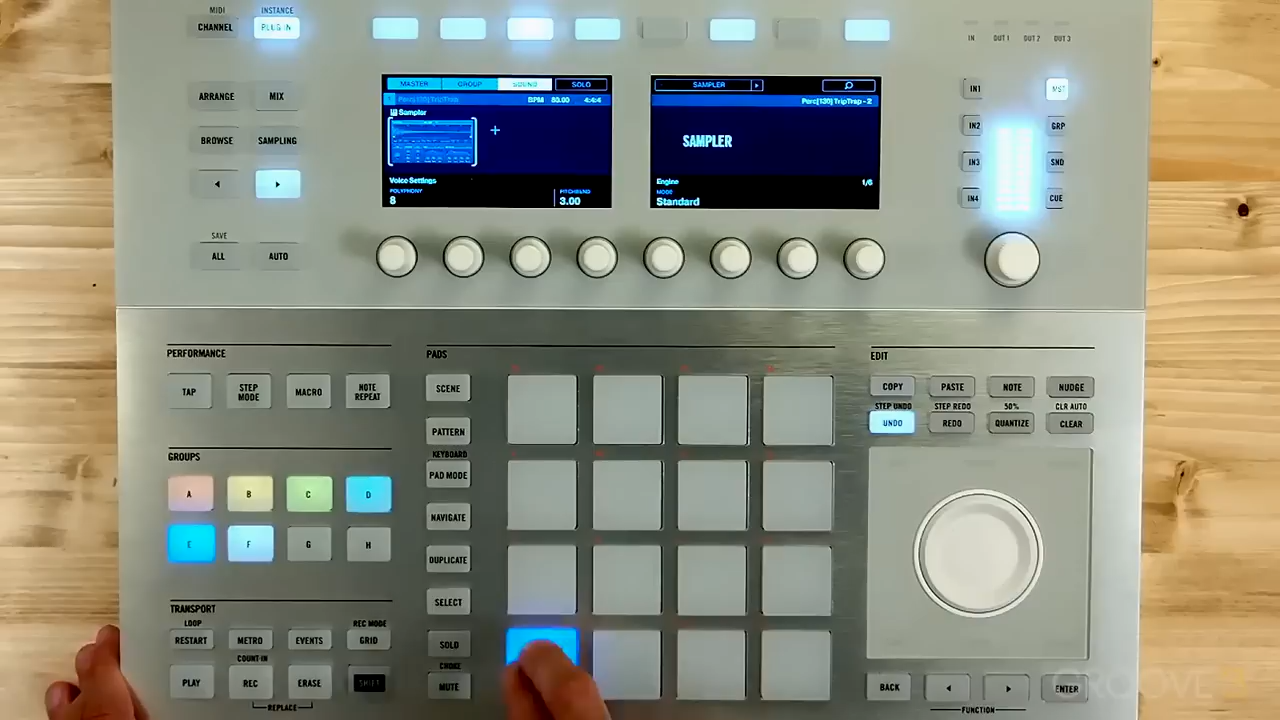 MIDI
CHANNEL
INSTANCE
PLUG-IN
ARRANGE
MIX
BROWSE
SAMPLING
SAVE
ALL
AUTO
MASTER
GROUP
SOUND
SOLO
Perc[130] TripTrap
BPM 80.00 4:4:4
Sampler
+
Voice Settings
POLYPHONY
8
PITCHBEND
3.00
SAMPLER
Perc[130] TripTrap - 2
SAMPLER
Engine
1/6
MODE
Standard
IN
OUT 1
OUT 2
OUT 3
IN1
MST
IN2
GRP
IN3
SND
IN4
CUE
PERFORMANCE
TAP
STEP
MODE
MACRO
NOTE
REPEAT
GROUPS
A
B
C
D
E
F
G
H
TRANSPORT
LOOP
RESTART
METRO
EVENTS
REC MODE
GRID
PLAY
COUNT-IN
REC
ERASE
SHIFT
REPLACE
PADS
SCENE
PATTERN
KEYBOARD
PAD MODE
NAVIGATE
DUPLICATE
SELECT
SOLO
CHOKE
MUTE
EDIT
COPY
PASTE
NOTE
NUDGE
STEP UNDO
UNDO
STEP REDO
REDO
50%
QUANTIZE
CLR AUTO
CLEAR
BACK
ENTER
FUNCTION